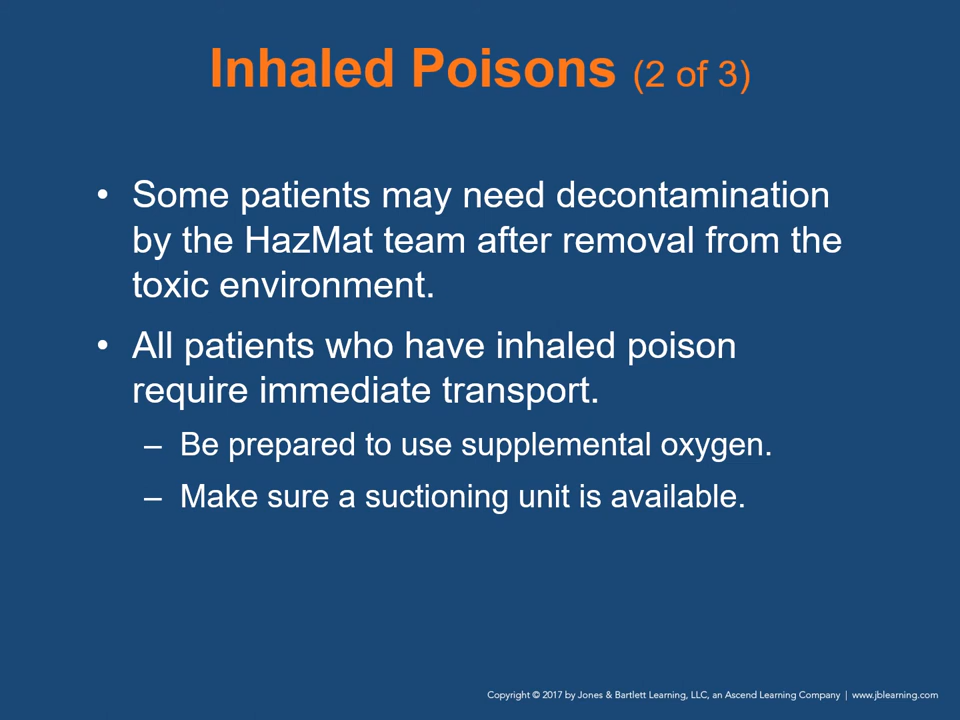 Inhaled Poisons (2 of 3)
• Some patients may need decontamination
by the HazMat team after removal from the
toxic environment.
• All patients who have inhaled poison
require immediate transport.
– Be prepared to use supplemental oxygen.
– Make sure a suctioning unit is available.
Copyright © 2017 by Jones & Bartlett Learning, LLC, an Ascend Learning Company | www.jblearning.com